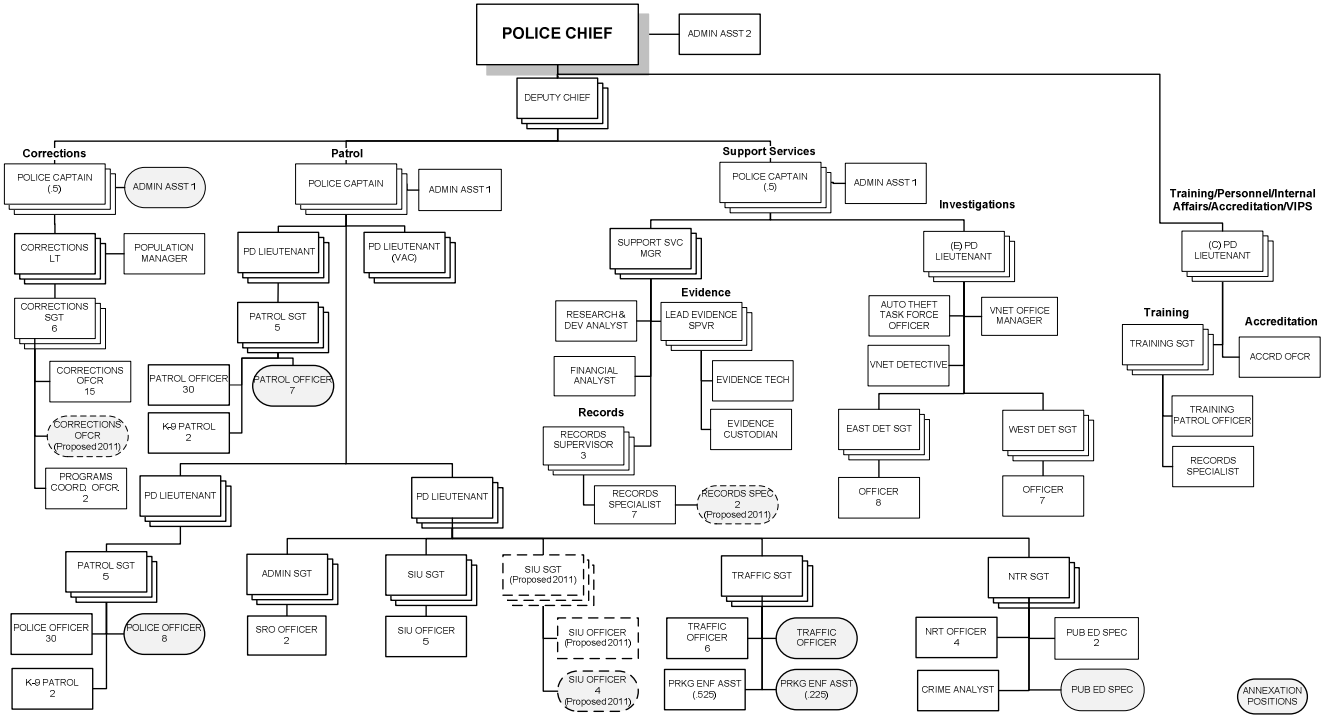 POLICE CHIEF
ADMIN ASST 2
DEPUTY CHIEF
Corrections
POLICE CAPTAIN
(.5)
ADMIN ASST 1
CORRECTIONS
LT
POPULATION
MANAGER
CORRECTIONS
SGT
6
CORRECTIONS
OFCR
15
CORRECTIONS
OFCR
(Proposed 2011)
PROGRAMS
COORD. OFCR.
2
Patrol
POLICE CAPTAIN
ADMIN ASST 1
PD LIEUTENANT
PD LIEUTENANT
(VAC)
PATROL SGT
5
PATROL OFFICER
30
PATROL OFFICER
7
K-9 PATROL
2
PD LIEUTENANT
PATROL SGT
5
POLICE OFFICER
30
POLICE OFFICER
8
K-9 PATROL
2
PD LIEUTENANT
ADMIN SGT
SRO OFFICER
2
SIU SGT
SIU OFFICER
5
SIU SGT
(Proposed 2011)
SIU OFFICER
(Proposed 2011)
SIU OFFICER
4
(Proposed 2011)
TRAFFIC SGT
TRAFFIC
OFFICER
6
TRAFFIC
OFFICER
PRKG ENF ASST
(.525)
PRKG ENF ASST
(.225)
NTR SGT
NRT OFFICER
4
PUB ED SPEC
2
CRIME ANALYST
PUB ED SPEC
Support Services
POLICE CAPTAIN
(.5)
ADMIN ASST 1
SUPPORT SVC
MGR
RESEARCH &
DEV ANALYST
FINANCIAL
ANALYST
Evidence
LEAD EVIDENCE
SPVR
EVIDENCE TECH
EVIDENCE
CUSTODIAN
Records
RECORDS
SUPERVISOR
3
RECORDS
SPECIALIST
7
RECORDS SPEC
2
(Proposed 2011)
Investigations
(E) PD
LIEUTENANT
AUTO THEFT
TASK FORCE
OFFICER
VNET OFFICE
MANAGER
VNET DETECTIVE
EAST DET SGT
OFFICER
8
WEST DET SGT
OFFICER
7
Training/Personnel/Internal
Affairs/Accreditation/VIPS
(C) PD
LIEUTENANT
Training
TRAINING SGT
TRAINING
PATROL OFFICER
RECORDS
SPECIALIST
Accreditation
ACCRD OFCR
ANNEXATION
POSITIONS